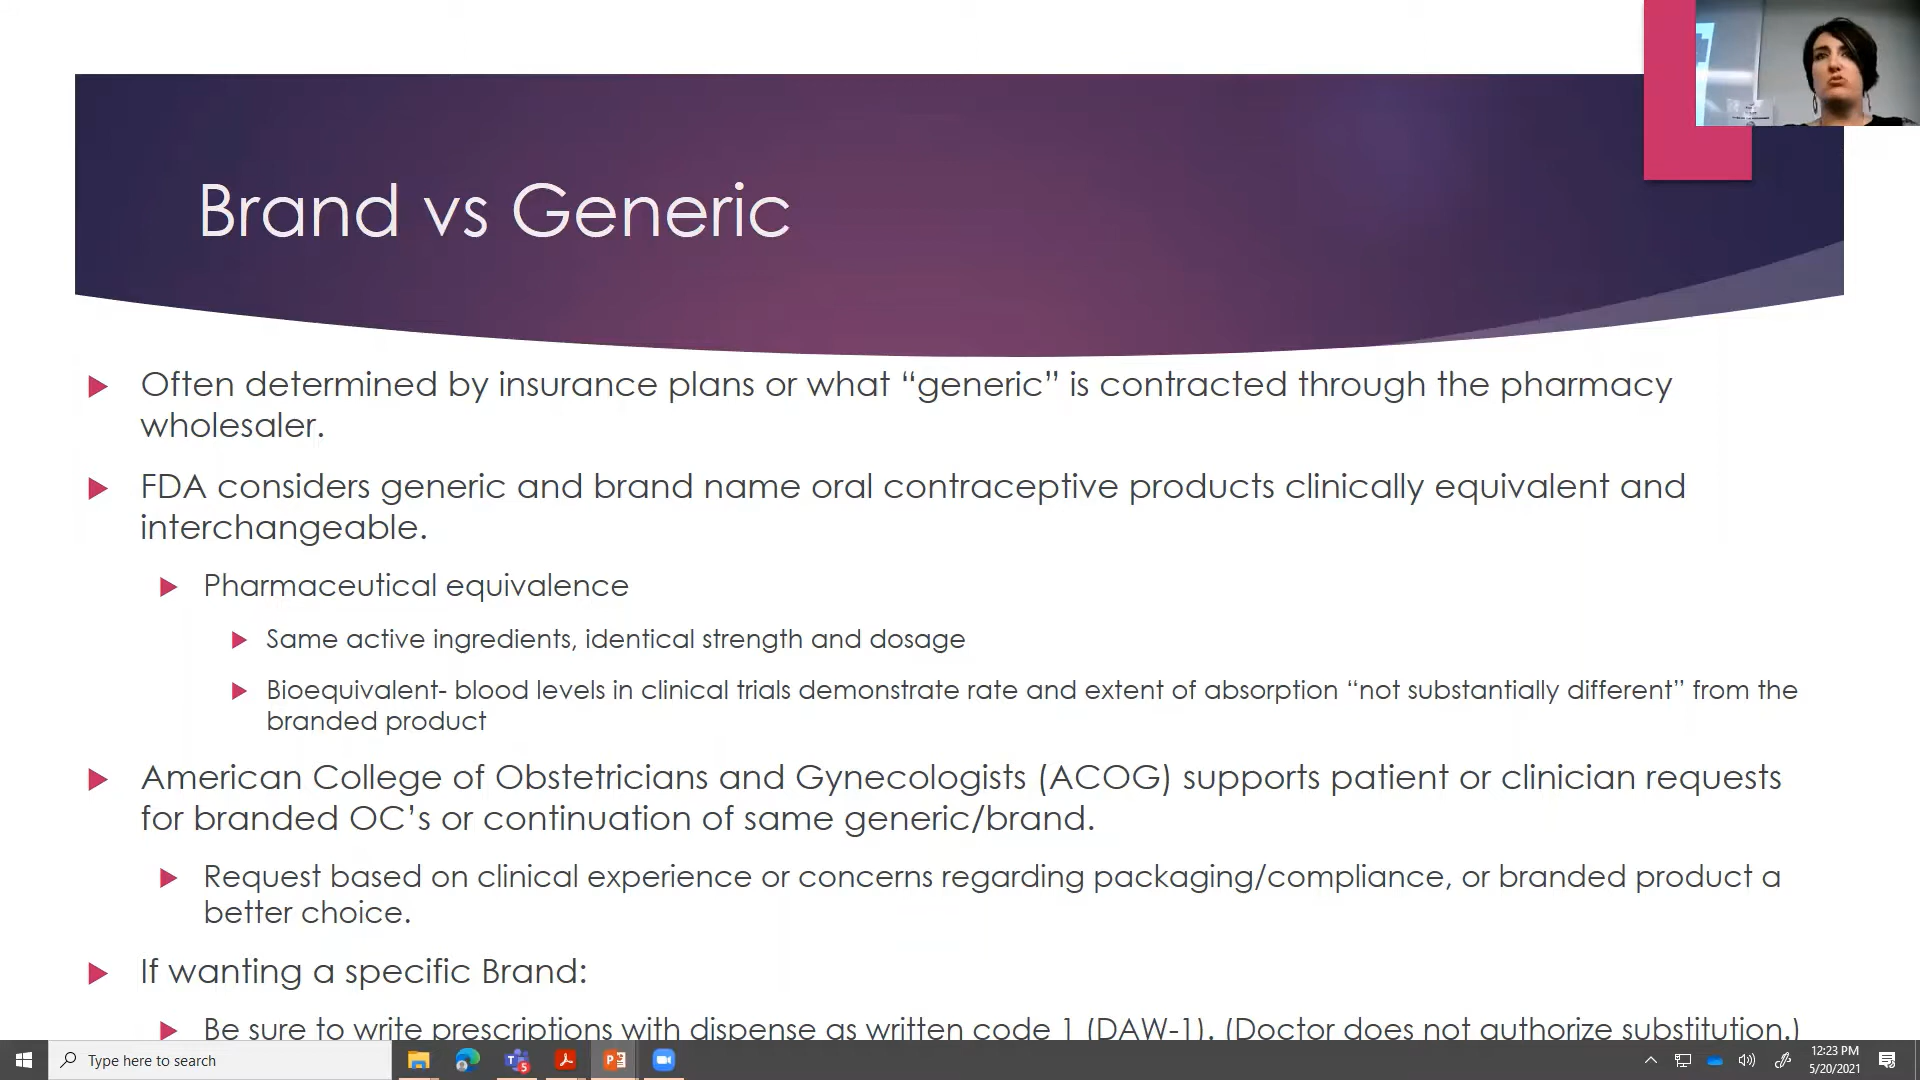 Brand vs Generic
Often determined by insurance plans or what “generic” is contracted through the pharmacy
wholesaler.
FDA considers generic and brand name oral contraceptive products clinically equivalent and
interchangeable.
Pharmaceutical equivalence
Same active ingredients, identical strength and dosage
Bioequivalent- blood levels in clinical trials demonstrate rate and extent of absorption “not substantially different” from the
branded product
American College of Obstetricians and Gynecologists (ACOG) supports patient or clinician requests
for branded OC’s or continuation of same generic/brand.
Request based on clinical experience or concerns regarding packaging/compliance, or branded product a
better choice.
If wanting a specific Brand:
Be sure to write prescriptions with dispense as written code 1 (DAW-1). (Doctor does not authorize substitution.)
Type here to search
5
12:23 PM
5/20/2021